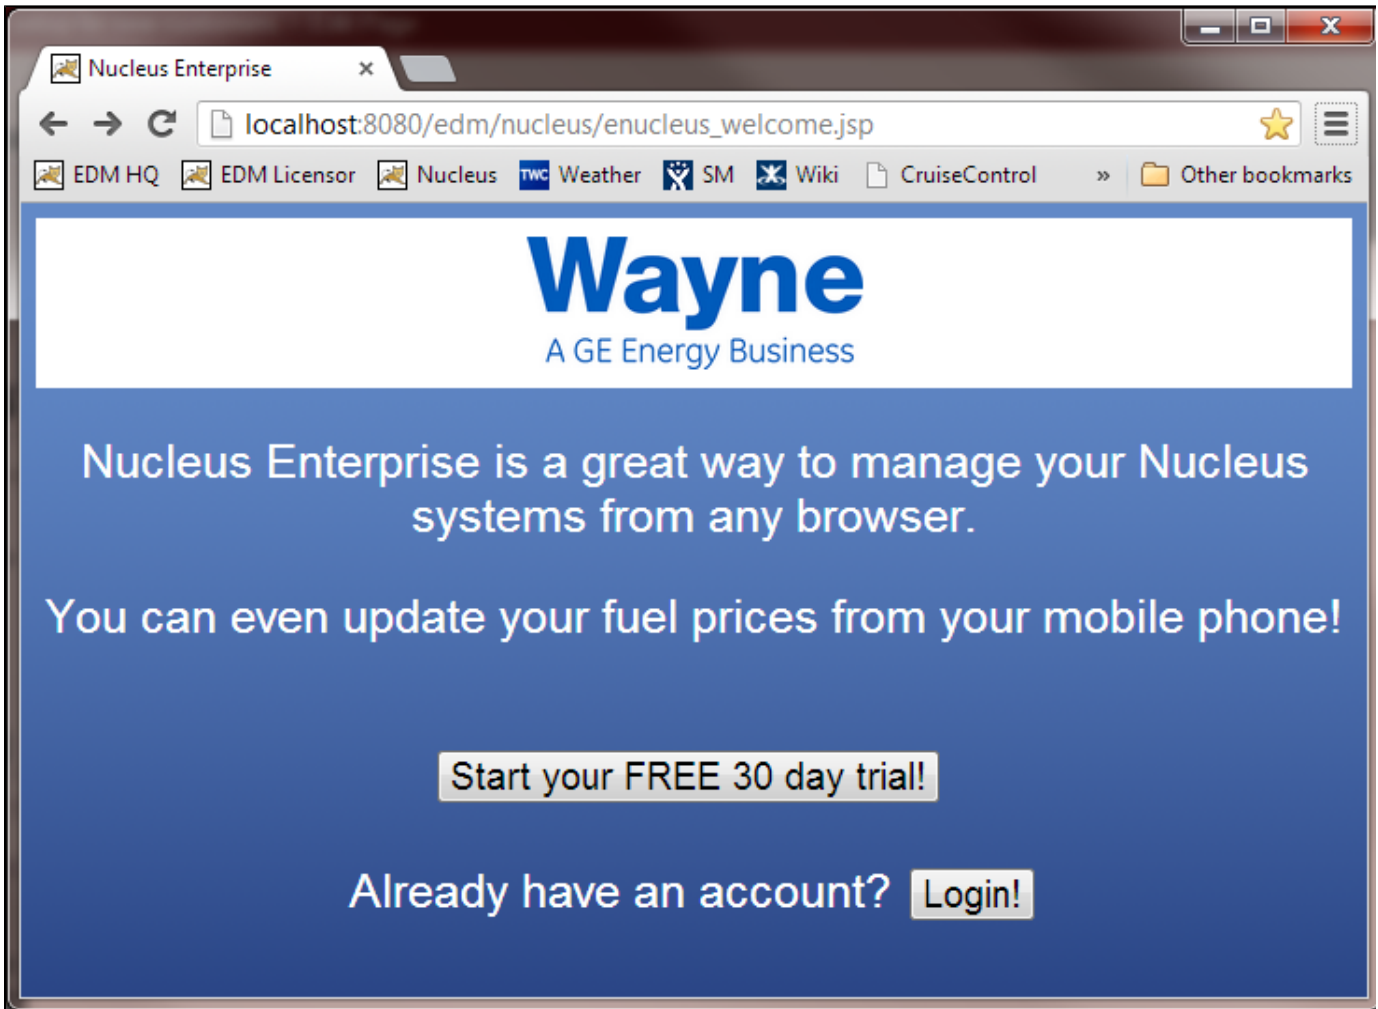 Nucleus Enterprise
localhost:8080/edm/nucleus/enucleus_welcome.jsp
EDM HQ EDM Licensor Nucleus TWC Weather SM Wiki CruiseControl » Other bookmarks
Wayne
A GE Energy Business
Nucleus Enterprise is a great way to manage your Nucleus
systems from any browser.
You can even update your fuel prices from your mobile phone!
Start your FREE 30 day trial!
Already have an account? Login!